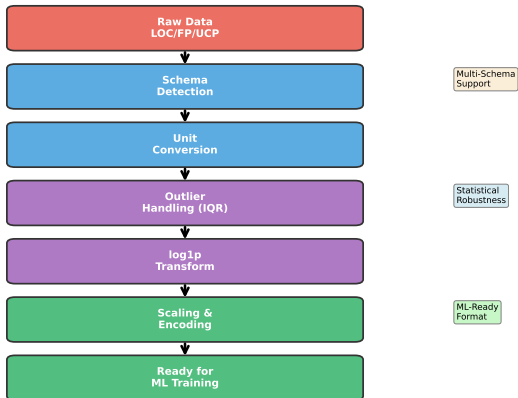 Raw Data
LOC/FP/UCP
Schema
Detection
Multi-Schema
Support
Unit
Conversion
Outlier
Handling (IQR)
Statistical
Robustness
log1p
Transform
Scaling &
Encoding
ML-Ready
Format
Ready for
ML Training